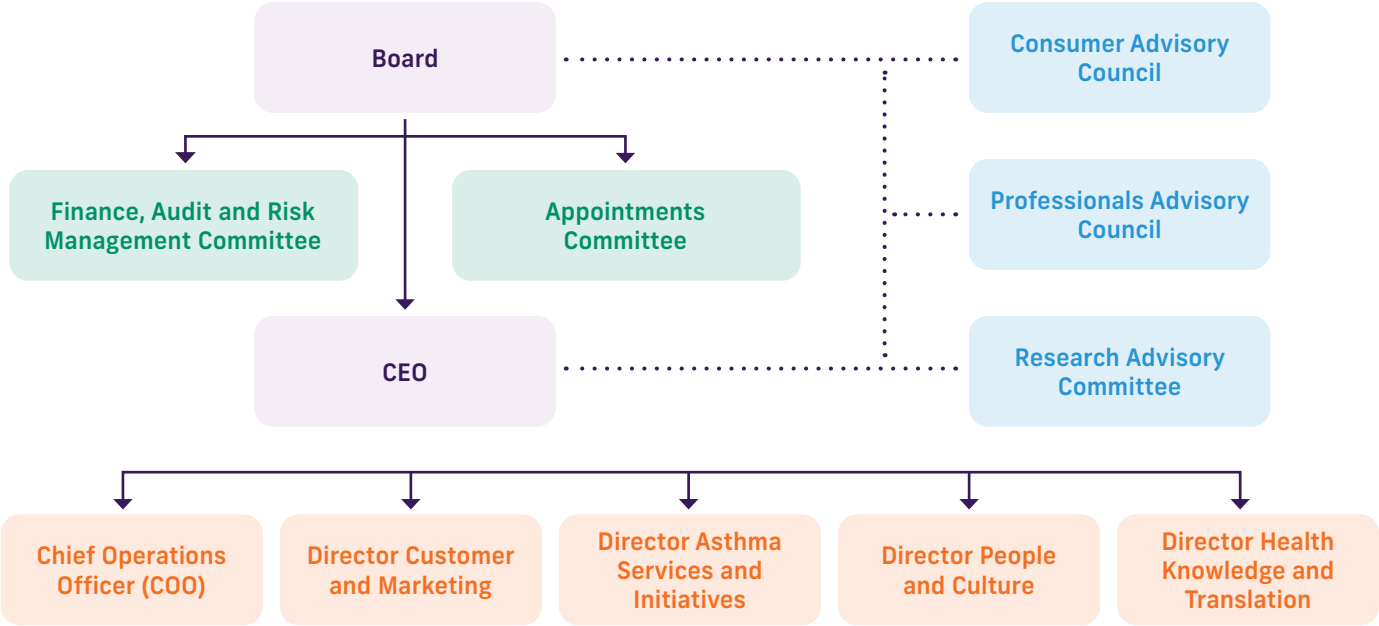 Board
Consumer Advisory
Council
Finance, Audit and Risk
Management Committee
Appointments
Committee
Professionals Advisory
Council
CEO
Research Advisory
Committee
Chief Operations
Officer (COO)
Director Customer
and Marketing
Director Asthma
Services and
Initiatives
Director People
and Culture
Director Health
Knowledge and
Translation